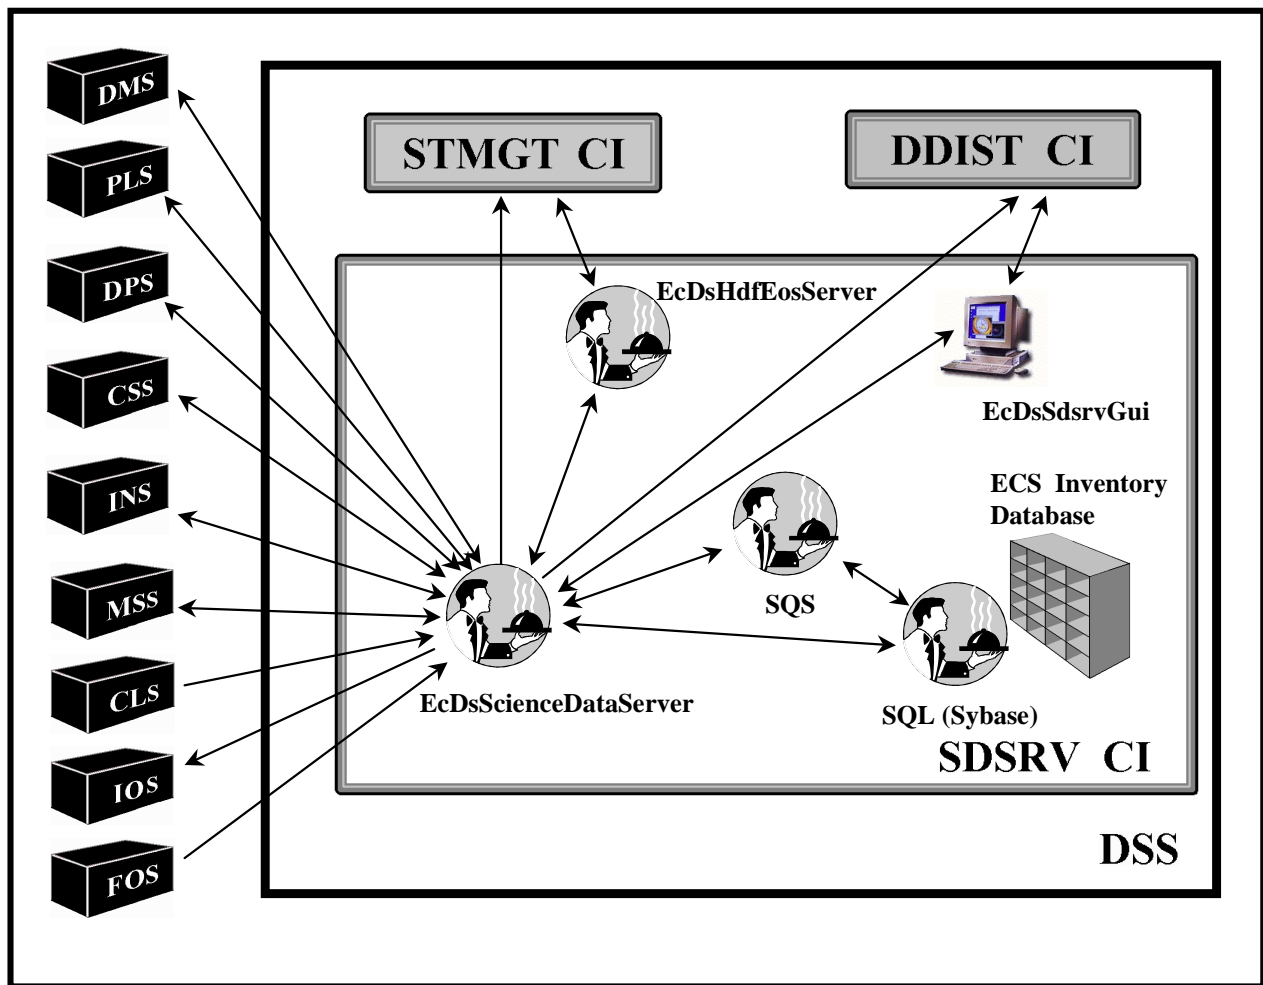 DMS
PLS
DPS
CSS
INS
MSS
CLS
IOS
FOS
STMGT CI
DDIST CI
EcDsHdfEosServer
EcDsSdsrvGui
ECS Inventory
Database
SQS
EcDsScienceDataServer
SQL (Sybase)
SDSRV CI
DSS